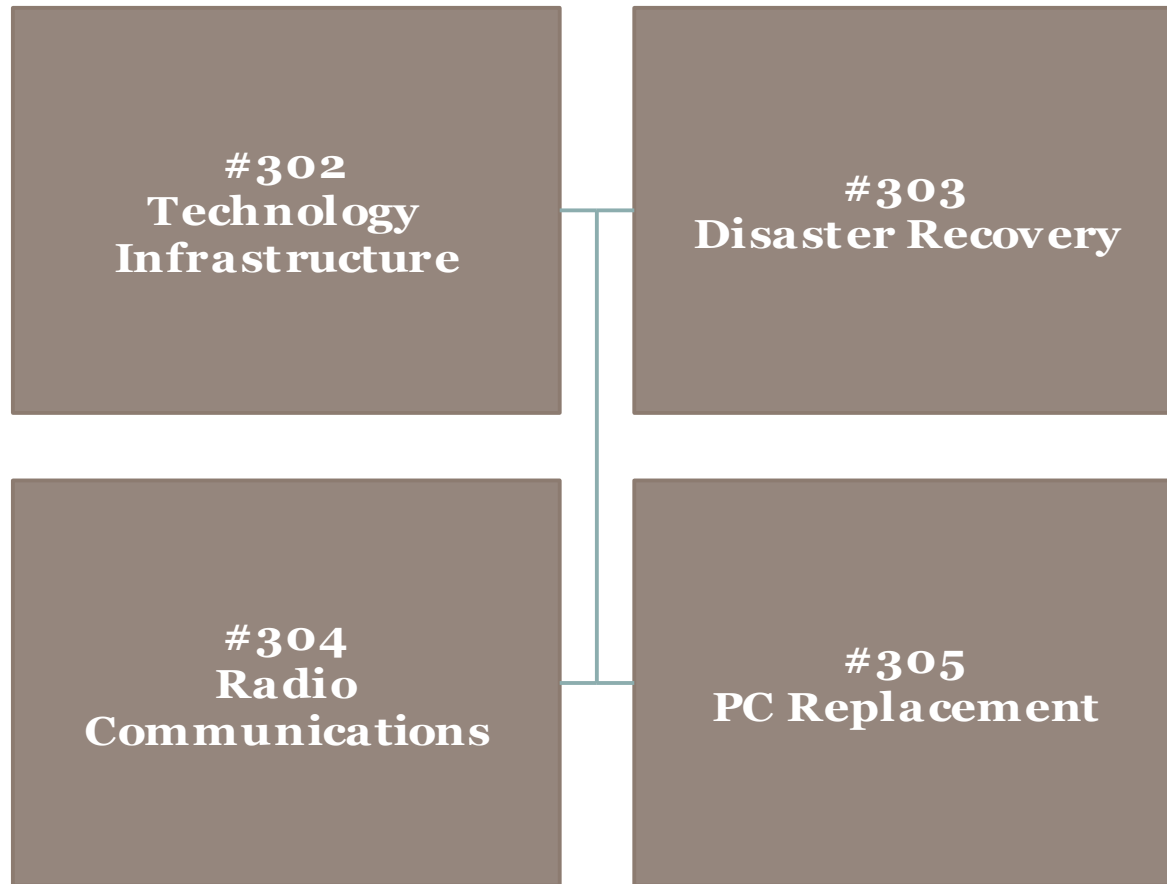 #302
Technology
Infrastructure
#303
Disaster Recovery
#304
Radio
Communications
#305
PC Replacement